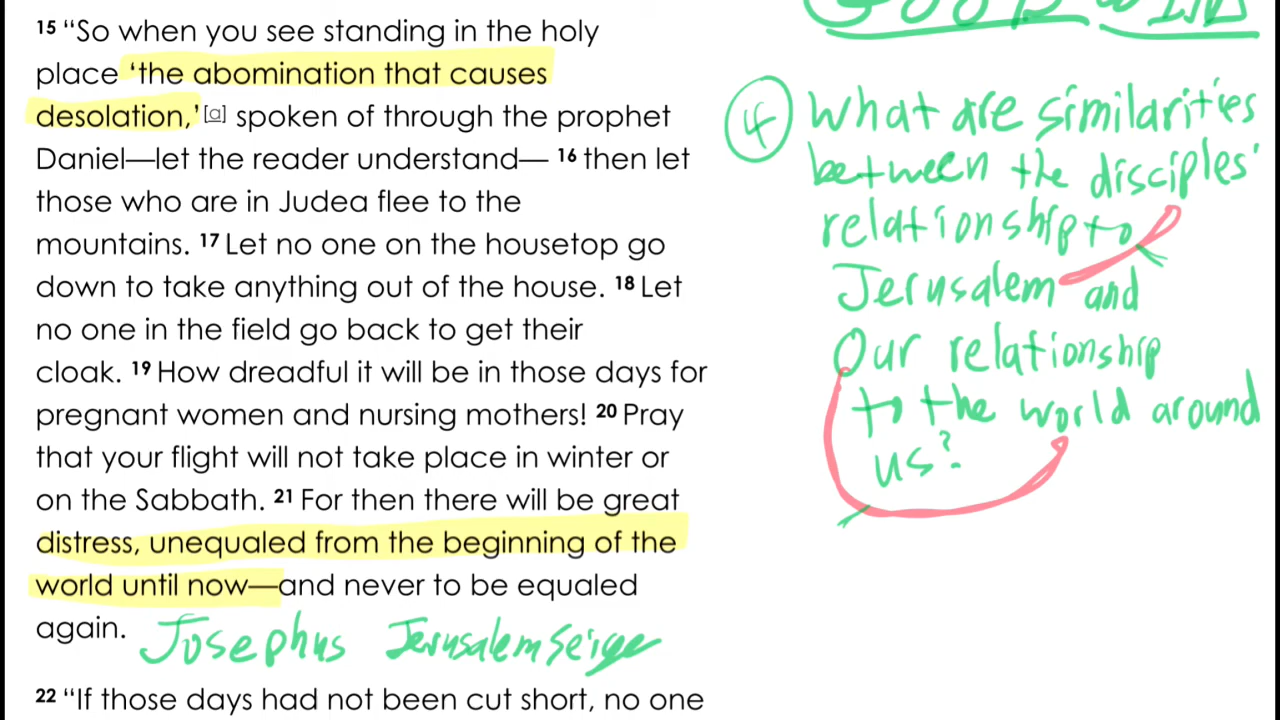 15 “So when you see standing in the holy
place ‘the abomination that causes
desolation,’[a] spoken of through the prophet
Daniel—let the reader understand— 16 then let
those who are in Judea flee to the
mountains. 17 Let no one on the housetop go
down to take anything out of the house. 18 Let
no one in the field go back to get their
cloak. 19 How dreadful it will be in those days for
pregnant women and nursing mothers! 20 Pray
that your flight will not take place in winter or
on the Sabbath. 21 For then there will be great
distress, unequaled from the beginning of the
world until now—and never to be equaled
again.
Josephus Jerusalem Seige
22 “If those days had not been cut short, no one
4 What are similarities
between the disciples'
relationship to
Jerusalem and
Our relationship
to the world around
us?